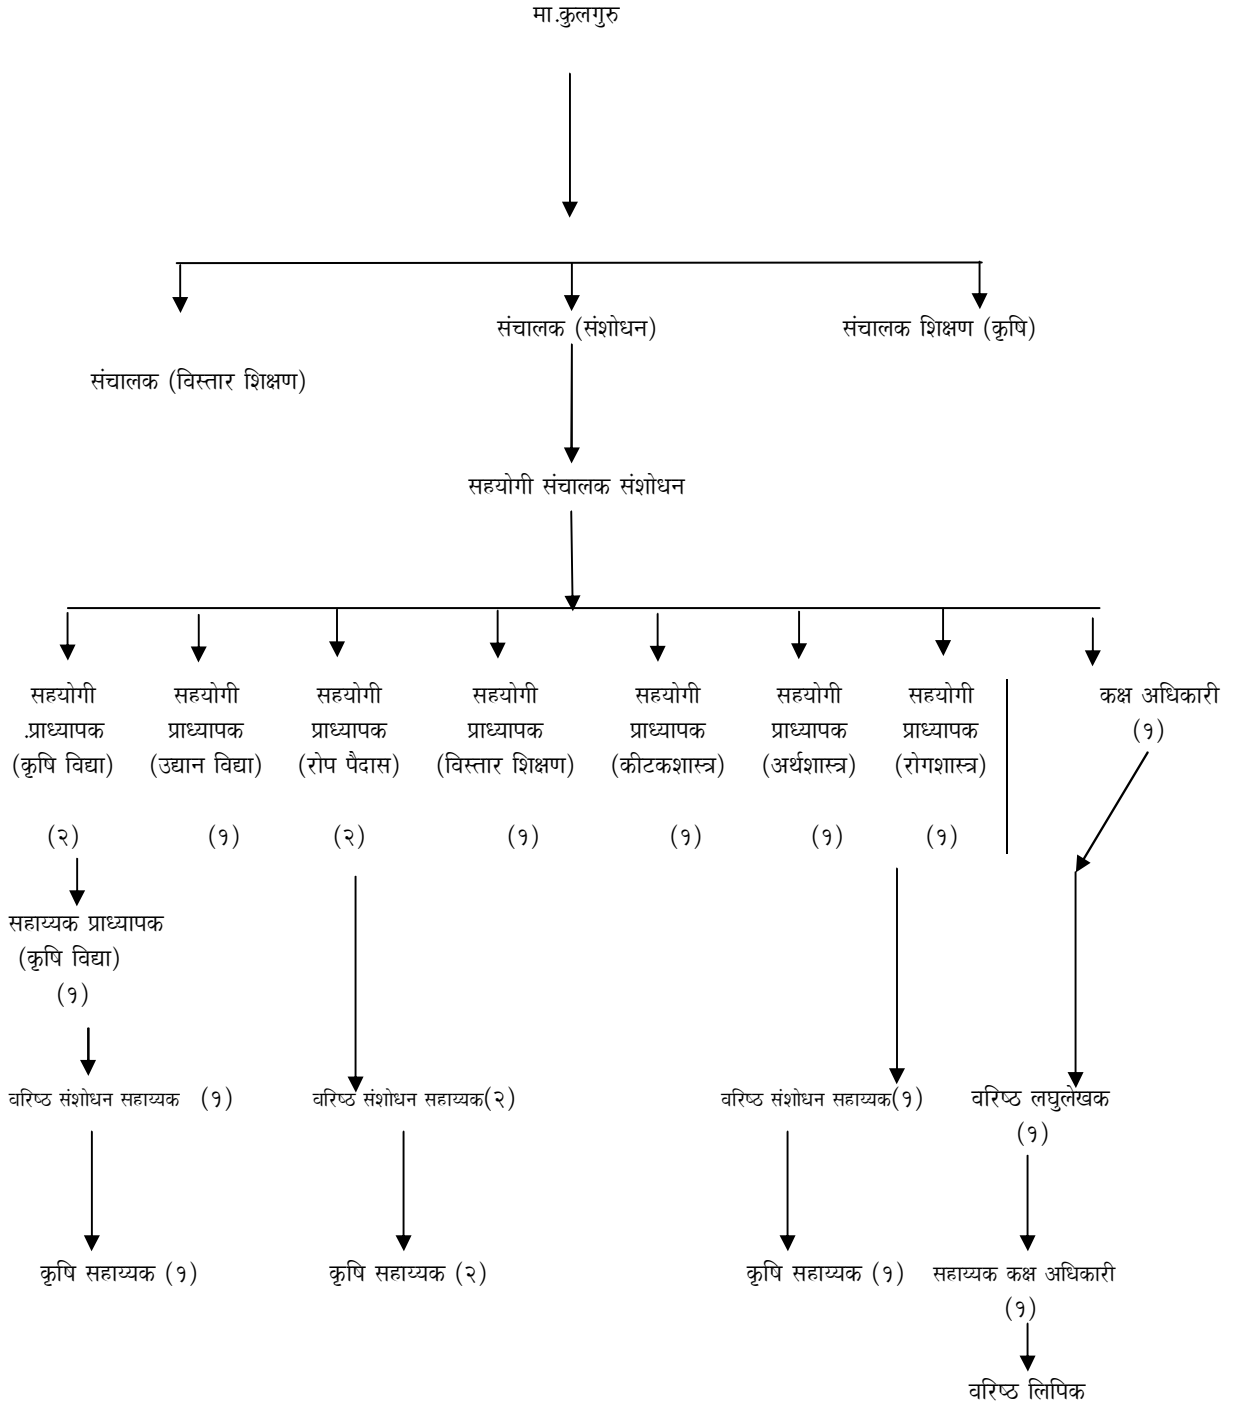 मा.कुलगुरु
संचालक (संशोधन)
संचालक शिक्षण (कृषि)
संचालक (विस्तार शिक्षण)
सहयोगी संचालक संशोधन
सहयोगी
.प्राध्यापक
(कृषि विद्या)
(२)
सहयोगी
प्राध्यापक
(उद्यान विद्या)
(१)
सहयोगी
प्राध्यापक
(रोप पैदास)
(२)
सहयोगी
प्राध्यापक
(विस्तार शिक्षण)
(१)
सहयोगी
प्राध्यापक
(कीटकशास्त्र)
(१)
सहयोगी
प्राध्यापक
(अर्थशास्त्र)
(१)
सहयोगी
प्राध्यापक
(रोगशास्त्र)
(१)
कक्ष अधिकारी
(१)
सहाय्यक प्राध्यापक
(कृषि विद्या)
(१)
वरिष्ठ संशोधन सहाय्यक (१)
वरिष्ठ संशोधन सहाय्यक(२)
वरिष्ठ संशोधन सहाय्यक(१)
वरिष्ठ लघुलेखक
(१)
कृषि सहाय्यक (१)
कृषि सहाय्यक (२)
कृषि सहाय्यक (१)
सहाय्यक कक्ष अधिकारी
(१)
वरिष्ठ लिपिक